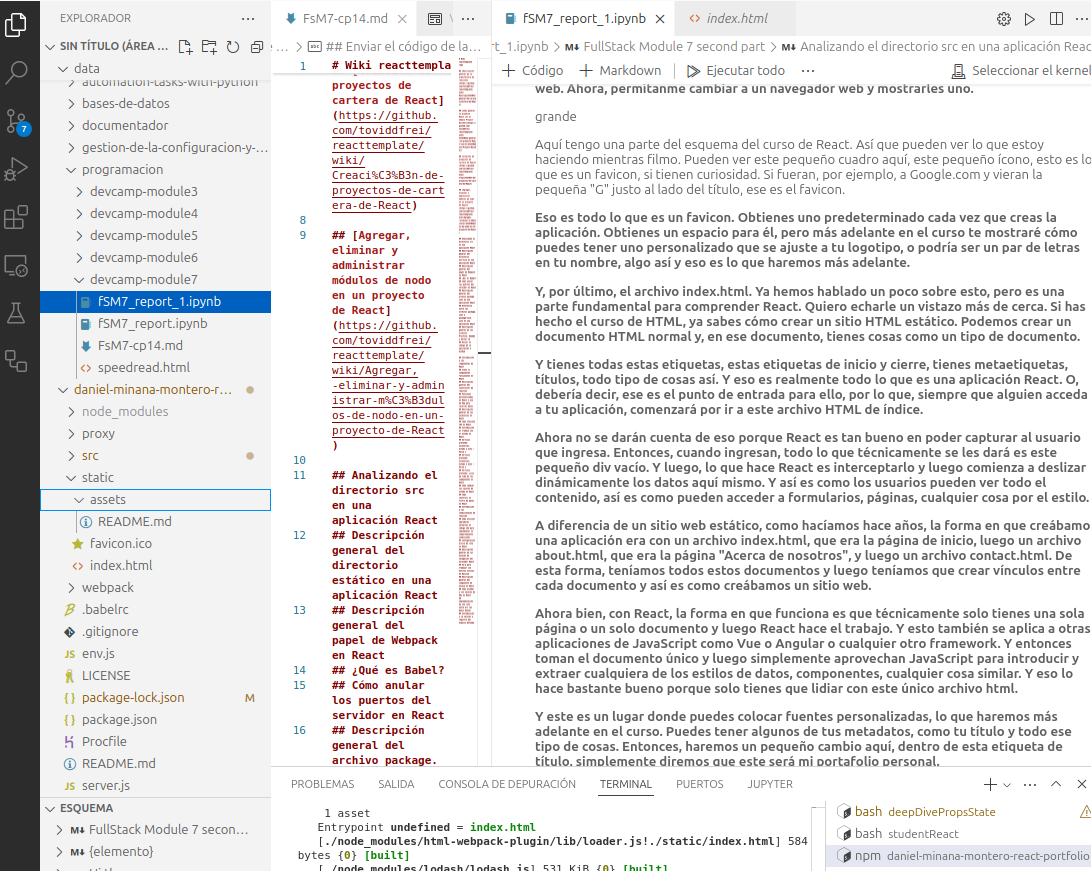 EXPLORADOR
SIN TÍTULO (ÁREA ...
data
automation-tasks-with-python
bases-de-datos
documentador
gestion-de-la-configuracion-y-...
programacion
devcamp-module3
devcamp-module4
devcamp-module5
devcamp-module6
devcamp-module7
fSM7_report_1.ipynb
fSM7_report.ipynb
FsM7-cp14.md
speedread.html
daniel-minana-montero-r...
node_modules
proxy
src
static
assets
README.md
favicon.ico
index.html
webpack
.babelrc
.gitignore
env.js
LICENSE
package-lock.json M
package.json
Procfile
README.md
server.js
ESQUEMA
FullStack Module 7 secon...
{elemento}
7
FsM7-cp14.md
... > ## Enviar el código de la...
1 # Wiki reacttempla
proyectos de
cartera de React]
(https://github.
com/toviddfrei/
reacttemplate/
wiki/
Creaci%C3%B3n-de-
proyectos-de-cart
era-de-React)
8
9 ## [Agregar,
eliminar y
administrar
módulos de nodo
en un proyecto
de React]
(https://github.
com/toviddfrei/
reacttemplate/
wiki/Agregar,
-eliminar-y-admin
istrar-m%C3%B3dul
os-de-nodo-en-un-
proyecto-de-React
)
10
11 ## Analizando el
directorio src
en una
aplicación React
12 ## Descripción
general del
directorio
estático en una
aplicación React
13 ## Descripción
general del
papel de Webpack
en React
14 ## ¿Qué es Babel?
15 ## Cómo anular
los puertos del
servidor en React
16 ## Descripción
general del
archivo package.
fSM7_report_1.ipynb
index.html
rt_1.ipynb > FullStack Module 7 second part > Analizando el directorio src en una aplicación Reac
Código Markdown Ejecutar todo ... Seleccionar el kernel
web. Ahora, permítanme cambiar a un navegador web y mostrarles uno.
grande
Aquí tengo una parte del esquema del curso de React. Así que pueden ver lo que estoy
haciendo mientras filmo. Pueden ver este pequeño cuadro aquí, este pequeño ícono, esto es lo
que es un favicon, si tienen curiosidad. Si fueran, por ejemplo, a Google.com y vieran la
pequeña "G" justo al lado del título, ese es el favicon.
Eso es todo lo que es un favicon. Obtienes uno predeterminado cada vez que creas la
aplicación. Obtienes un espacio para él, pero más adelante en el curso te mostraré cómo
puedes tener uno personalizado que se ajuste a tu logotipo, o podría ser un par de letras
en tu nombre, algo así y eso es lo que haremos más adelante.
Y, por último, el archivo index.html. Ya hemos hablado un poco sobre esto, pero es una
parte fundamental para comprender React. Quiero echarle un vistazo más de cerca. Si has
hecho el curso de HTML, ya sabes cómo crear un sitio HTML estático. Podemos crear un
documento HTML normal y, en ese documento, tienes cosas como un tipo de documento.
Y tienes todas estas etiquetas, estas etiquetas de inicio y cierre, tienes metaetiquetas,
títulos, todo tipo de cosas así. Y eso es realmente todo lo que es una aplicación React. O,
debería decir, ese es el punto de entrada para ello, por lo que, siempre que alguien acceda
a tu aplicación, comenzará por ir a este archivo HTML de índice.
Ahora no se darán cuenta de eso porque React es tan bueno en poder capturar al usuario
que ingresa. Entonces, cuando ingresan, todo lo que técnicamente se les dará es este
pequeño div vacío. Y luego, lo que hace React es interceptarlo y luego comienza a deslizar
dinámicamente los datos aquí mismo. Y así es como los usuarios pueden ver todo el
contenido, así es como pueden acceder a formularios, páginas, cualquier cosa por el estilo.
A diferencia de un sitio web estático, como hacíamos hace años, la forma en que creábamos
una aplicación era con un archivo index.html, que era la página de inicio, luego un archivo
about.html, que era la página "Acerca de nosotros", y luego un archivo contact.html. De
esta forma, teníamos todos estos documentos y luego teníamos que crear vínculos entre
cada documento y así es como creábamos un sitio web.
Ahora bien, con React, la forma en que funciona es que técnicamente solo tienes una sola
página o un solo documento y luego React hace el trabajo. Y esto también se aplica a otras
aplicaciones de JavaScript como Vue o Angular o cualquier otro framework. Y entonces
toman el documento único y luego simplemente aprovechan JavaScript para introducir y
extraer cualquiera de los estilos de datos, componentes, cualquier cosa similar. Y eso lo
hace bastante bueno porque solo tienes que lidiar con este único archivo html.
Y este es un lugar donde puedes colocar fuentes personalizadas, lo que haremos más
adelante en el curso. Puedes tener algunos de tus metadatos, como tu título y todo ese
tipo de cosas. Entonces, haremos un pequeño cambio aquí, dentro de esta etiqueta de
título, simplemente diremos que este será mi portafolio personal.
PROBLEMAS SALIDA CONSOLA DE DEPURACIÓN TERMINAL PUERTOS JUPYTER
1 asset
Entrypoint undefined = index.html
[./node_modules/html-webpack-plugin/lib/loader.js!./static/index.html] 584
bytes {0} [built]
[./node_modules/lodash/lodash.js] 531 KiB {0} [built]
bash deepDivePropsState
bash studentReact
npm daniel-minana-montero-react-portfolio